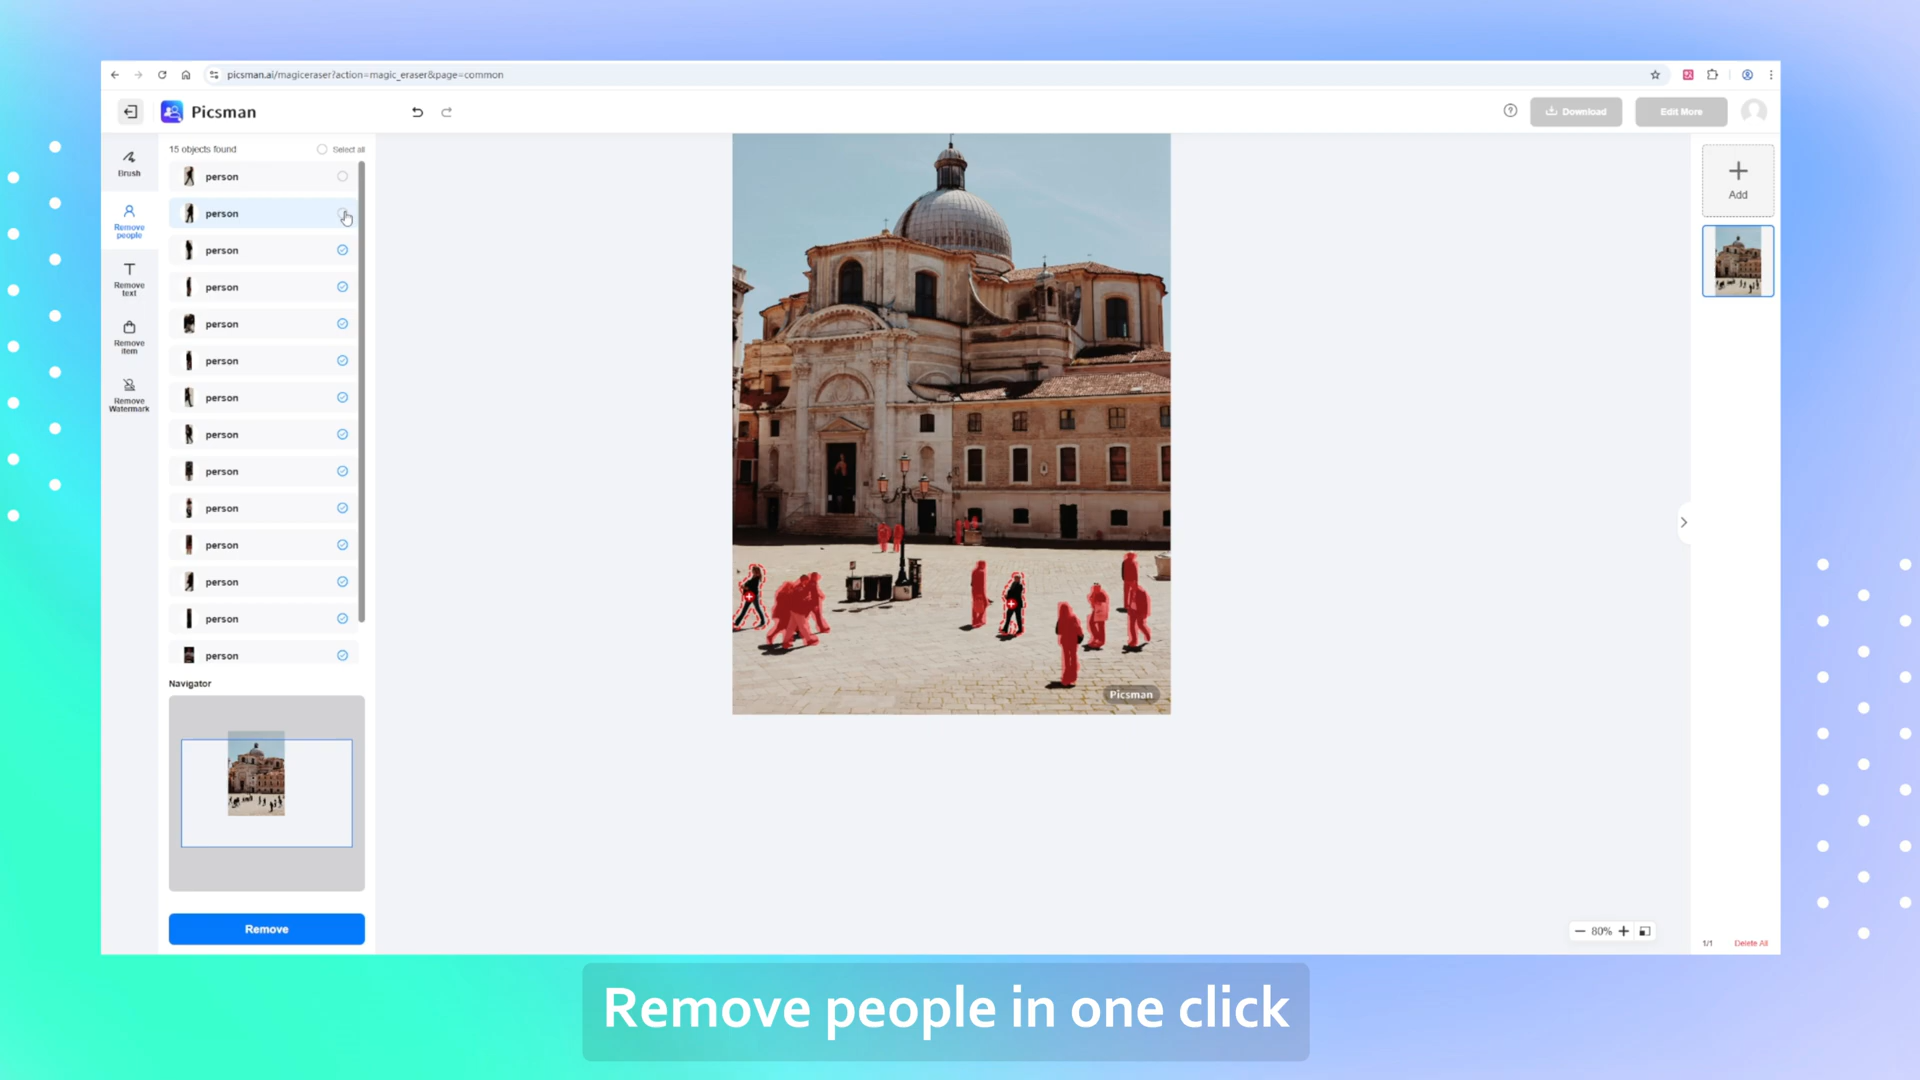 picsman.ai/magiceraser?action=magic_eraser&page=common
Picsman
Download
Edit More
15 objects found
Select all
Brush
Remove
people
Remove
text
Remove
item
Remove
Watermark
person
person
person
person
person
person
person
person
person
person
person
person
person
person
Picsman
Add
Navigator
Remove
80%
1/1
Delete All
Remove people in one click